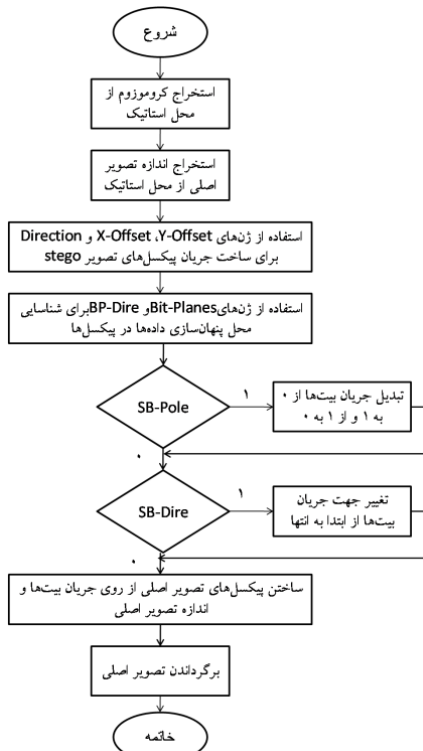 شروع
استخراج کروموزوم از
محل استاتیک
استخراج اندازه تصویر
اصلی از محل استاتیک
استفاده از ژن‌های X-Offset ،Y-Offset و Direction
برای ساخت جریان پیکسل‌های تصویر stego
استفاده از ژن‌های Bit-Planes و BP-Dire برای شناسایی
محل پنهان‌سازی داده‌ها در پیکسل‌ها
SB-Pole
۱
تبدیل جریان بیت‌ها از ۰
به ۱ و از ۱ به ۰
۰
SB-Dire
۱
تغییر جهت جریان
بیت‌ها از ابتدا به انتها
۰
ساختن پیکسل‌های تصویر اصلی از روی جریان بیت‌ها و
اندازه تصویر اصلی
برگرداندن تصویر اصلی
خاتمه